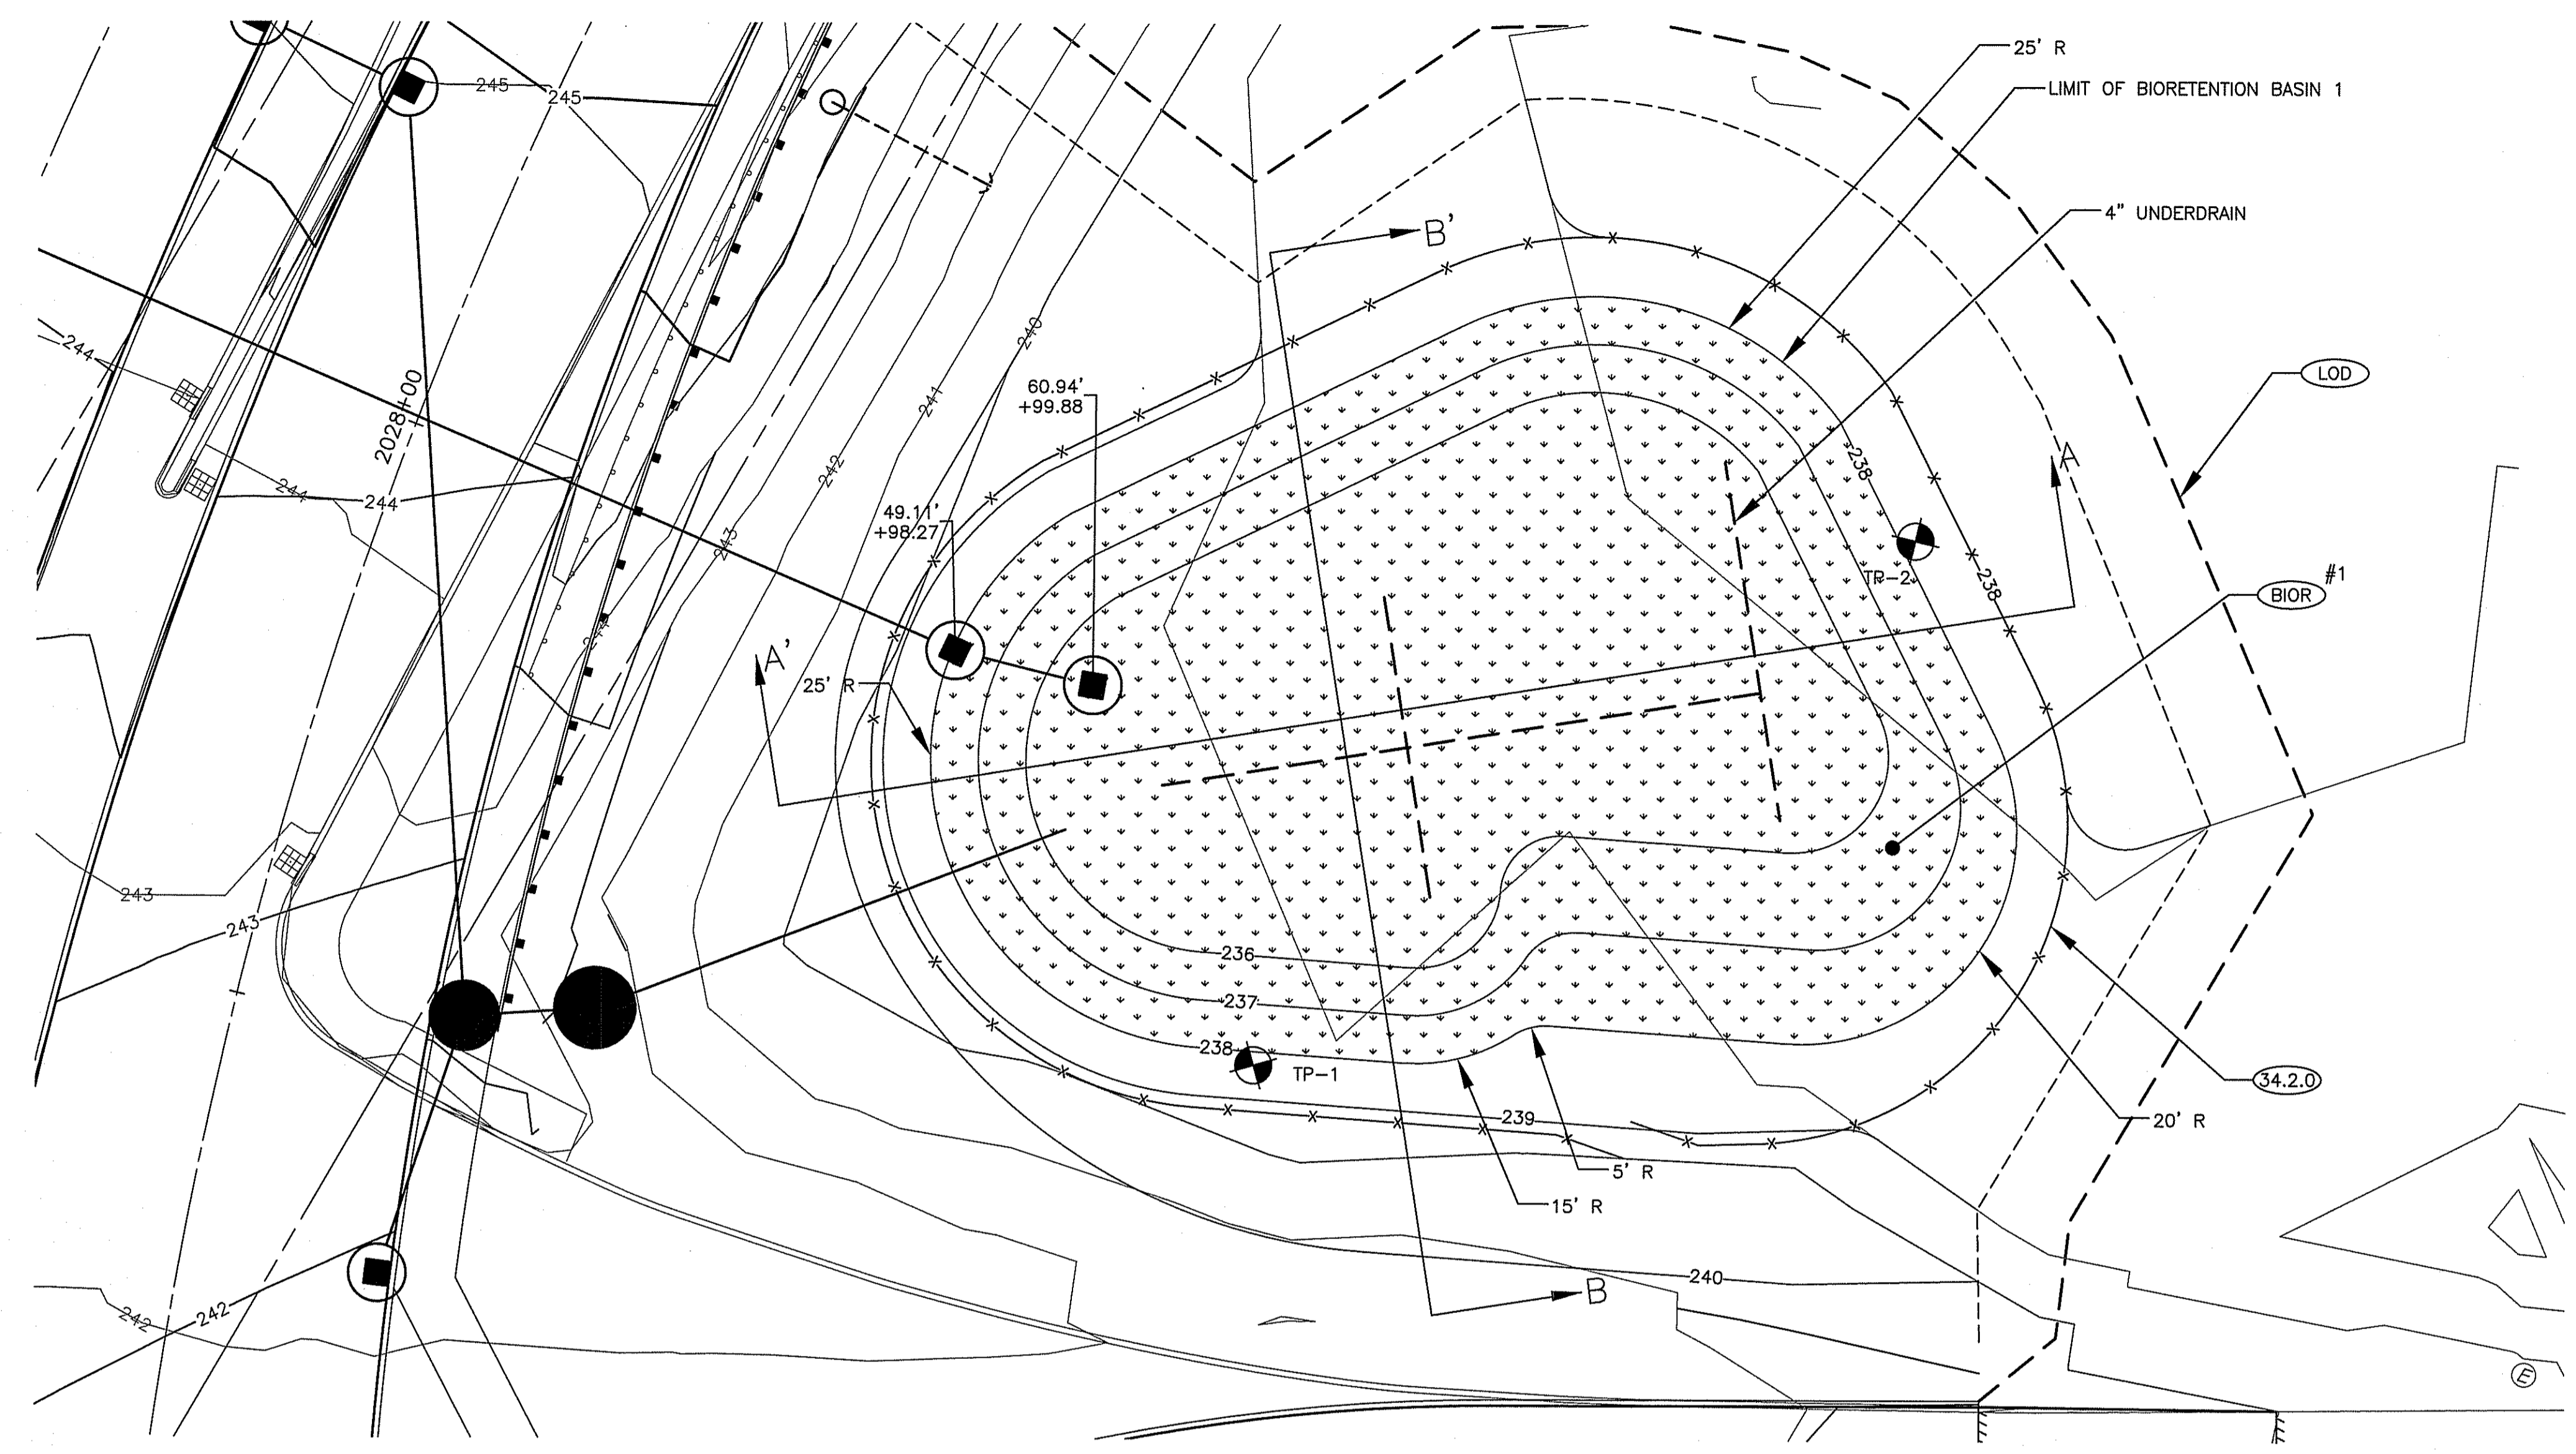 25' R
LIMIT OF BIORETENTION BASIN 1
245
245
4" UNDERDRAIN
B'
240
244
LOD
2028+00
60.94'
+99.88
241
A
238
242
244
244
49.11'
+98.27
243
TP-2
238
#1
BIOR
A'
25' R
243
243
236
237
238
TP-1
34.2.0
239
20' R
5' R
15' R
240
B
242
242
E